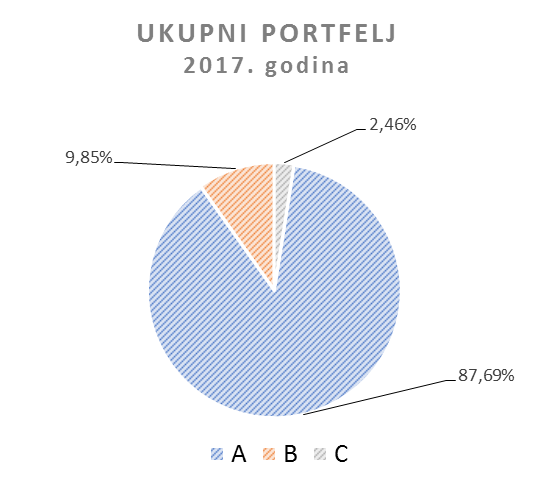 UKUPNI PORTFELJ
2017. godina
2,46%
9,85%
87,69%
A B C